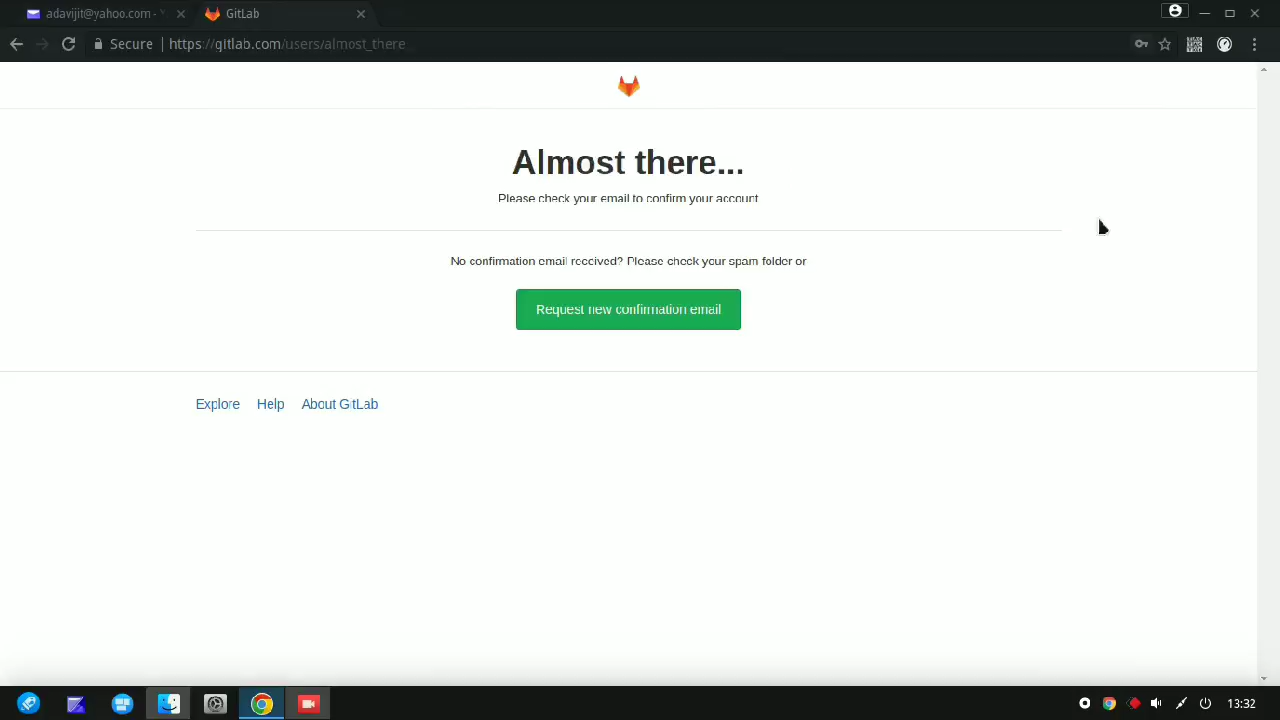 adavijit@yahoo.com -
GitLab
Secure
https://gitlab.com/users/almost_there
Almost there...
Please check your email to confirm your account
No confirmation email received? Please check your spam folder or
Request new confirmation email
Explore Help About GitLab
13:32